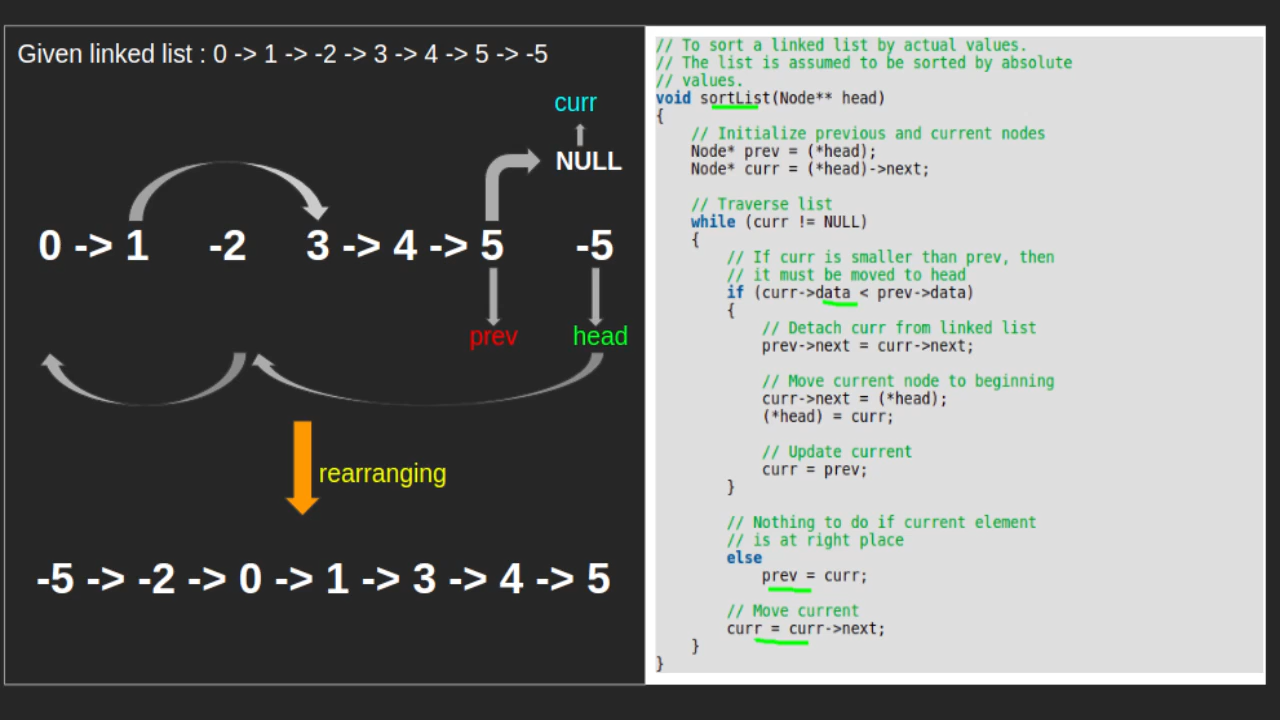 Given linked list : 0 -> 1 -> -2 -> 3 -> 4 -> 5 -> -5
curr
NULL
0 -> 1 -2 3 -> 4 -> 5 -5
prev head
rearranging
-5 -> -2 -> 0 -> 1 -> 3 -> 4 -> 5
// To sort a linked list by actual values.
// The list is assumed to be sorted by absolute
// values.
void sortList(Node** head)
{
    // Initialize previous and current nodes
    Node* prev = (*head);
    Node* curr = (*head)->next;

    // Traverse list
    while (curr != NULL)
    {
        // If curr is smaller than prev, then
        // it must be moved to head
        if (curr->data < prev->data)
        {
            // Detach curr from linked list
            prev->next = curr->next;

            // Move current node to beginning
            curr->next = (*head);
            (*head) = curr;

            // Update current
            curr = prev;
        }

        // Nothing to do if current element
        // is at right place
        else
            prev = curr;

        // Move current
        curr = curr->next;
    }
}